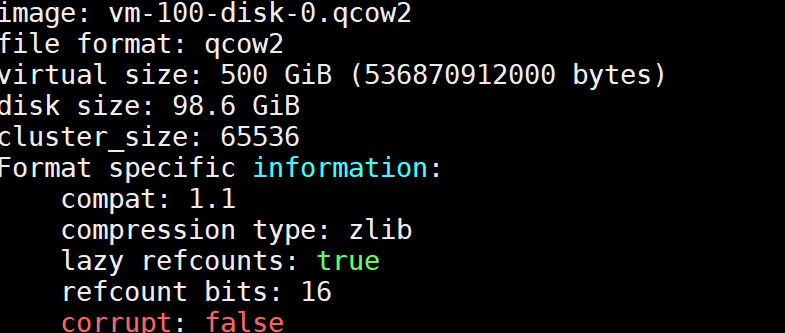 image: vm-100-disk-0.qcow2
file format: qcow2
virtual size: 500 GiB (536870912000 bytes)
disk size: 98.6 GiB
cluster_size: 65536
Format specific information:
    compat: 1.1
    compression type: zlib
    lazy refcounts: true
    refcount bits: 16
    corrupt: false